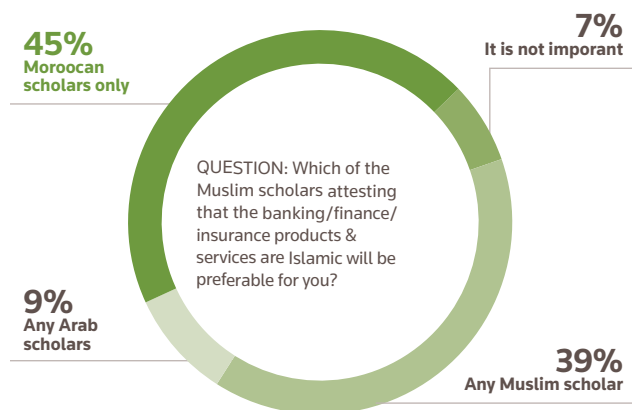 45%
Moroocan
scholars only
7%
It is not imporant
QUESTION: Which of the
Muslim scholars attesting
that the banking/finance/
insurance products &
services are Islamic will be
preferable for you?
9%
Any Arab
scholars
39%
Any Muslim scholar